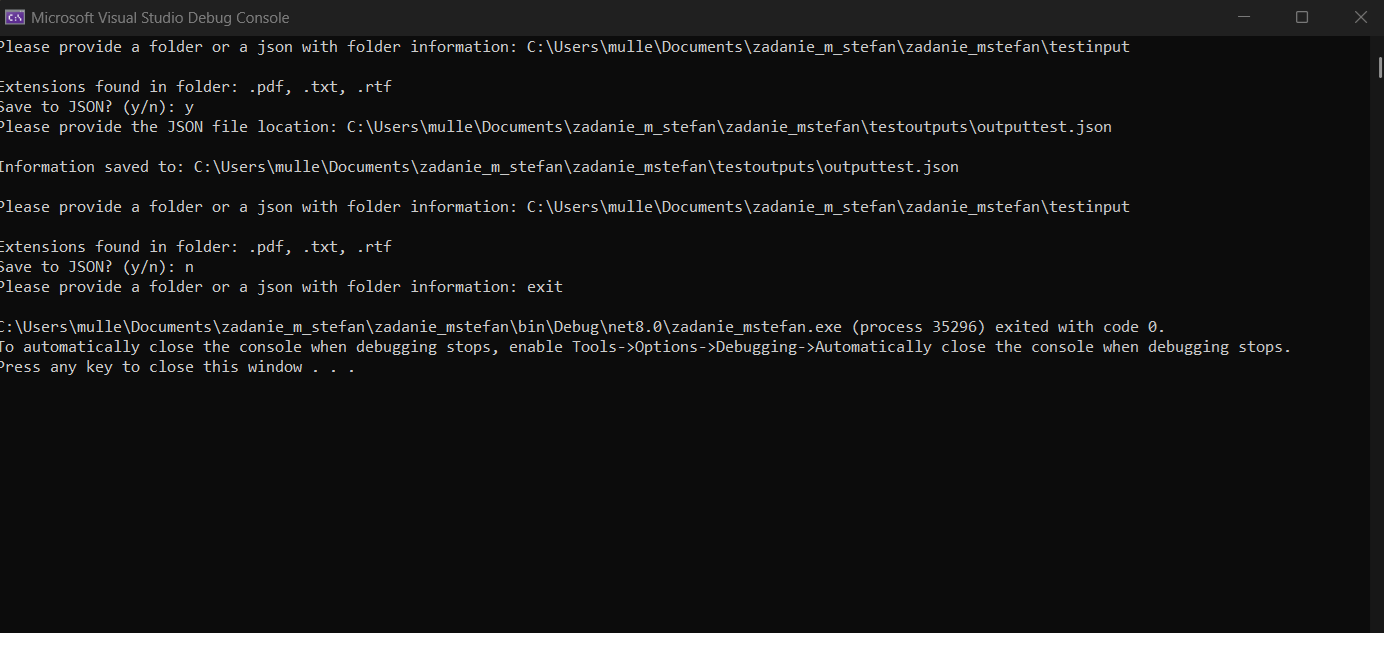 Microsoft Visual Studio Debug Console
Please provide a folder or a json with folder information: C:\Users\mulle\Documents\zadanie_m_stefan\zadanie_mstefan\testinput
Extensions found in folder: .pdf, .txt, .rtf
Save to JSON? (y/n): y
Please provide the JSON file location: C:\Users\mulle\Documents\zadanie_m_stefan\zadanie_mstefan\testoutputs\outputtest.json
Information saved to: C:\Users\mulle\Documents\zadanie_m_stefan\zadanie_mstefan\testoutputs\outputtest.json
Please provide a folder or a json with folder information: C:\Users\mulle\Documents\zadanie_m_stefan\zadanie_mstefan\testinput
Extensions found in folder: .pdf, .txt, .rtf
Save to JSON? (y/n): n
Please provide a folder or a json with folder information: exit
C:\Users\mulle\Documents\zadanie_m_stefan\zadanie_mstefan\bin\Debug\net8.0\zadanie_mstefan.exe (process 35296) exited with code 0.
To automatically close the console when debugging stops, enable Tools->Options->Debugging->Automatically close the console when debugging stops.
Press any key to close this window . . .